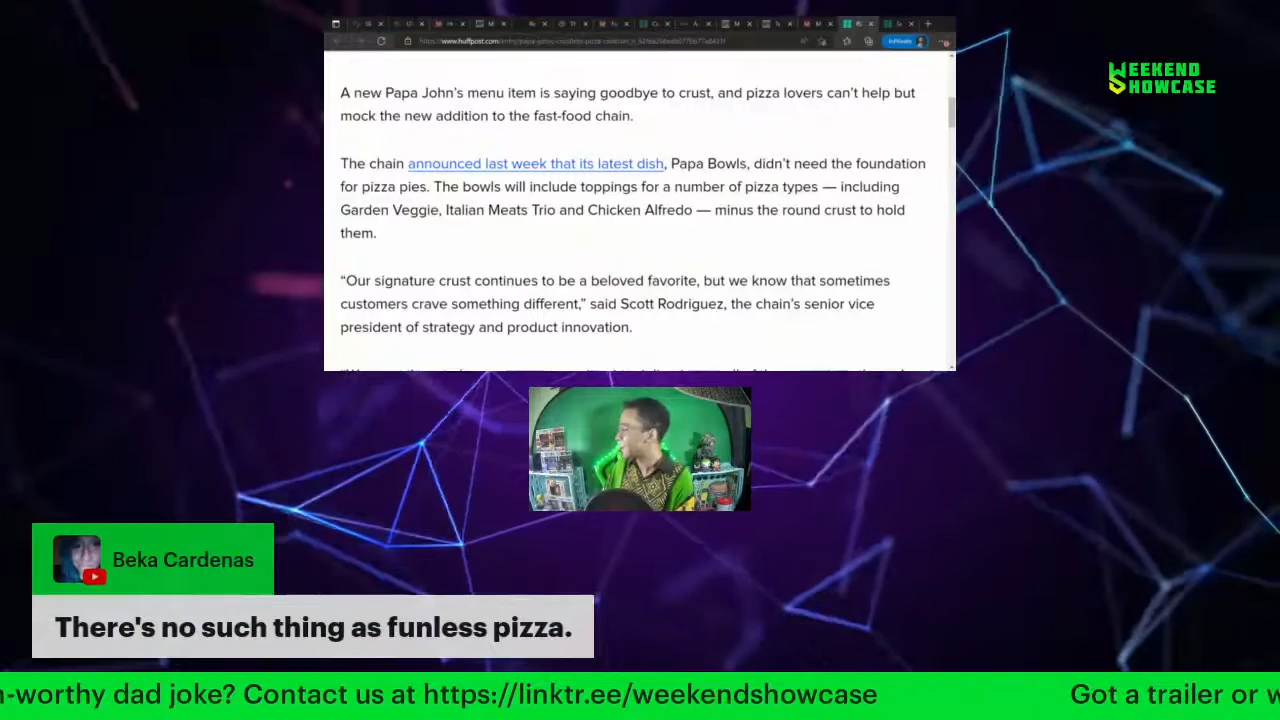 WEEKEND
SHOWCASE
A new Papa John's menu item is saying goodbye to crust, and pizza lovers can't help but
mock the new addition to the fast-food chain.
The chain announced last week that its latest dish, Papa Bowls, didn't need the foundation
for pizza pies. The bowls will include toppings for a number of pizza types — including
Garden Veggie, Italian Meats Trio and Chicken Alfredo — minus the round crust to hold
them.
“Our signature crust continues to be a beloved favorite, but we know that sometimes
customers crave something different,” said Scott Rodriguez, the chain's senior vice
president of strategy and product innovation.
Beka Cardenas
There's no such thing as funless pizza.
-worthy dad joke? Contact us at https://linktr.ee/weekendshowcase
Got a trailer or